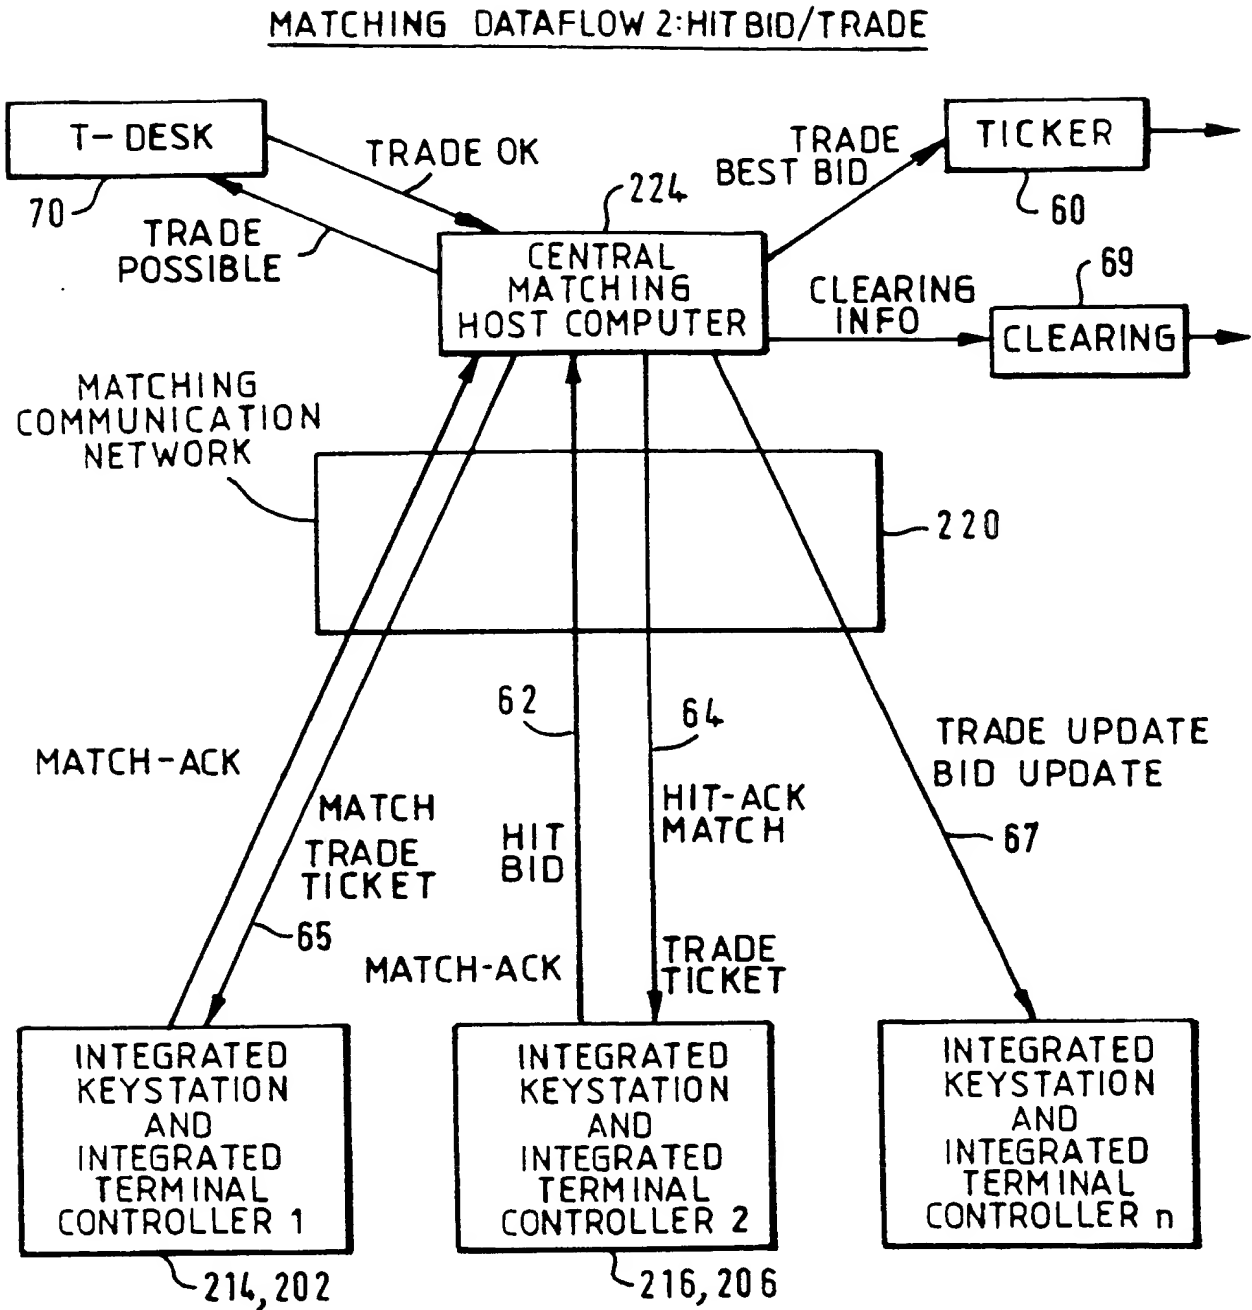 MATCHING DATAFLOW 2:HIT BID/TRADE
T-DESK
70
TRADE OK
TRADE
POSSIBLE
TRADE
BEST BID
TICKER
60
224
CENTRAL
MATCHING
HOST COMPUTER
CLEARING
INFO
69
CLEARING
MATCHING
COMMUNICATION
NETWORK
220
62
64
MATCH-ACK
MATCH
TRADE
TICKET
65
HIT
BID
HIT-ACK
MATCH
TRADE UPDATE
BID UPDATE
67
MATCH-ACK
TRADE
TICKET
INTEGRATED
KEYSTATION
AND
INTEGRATED
TERMINAL
CONTROLLER 1
214,202
INTEGRATED
KEYSTATION
AND
INTEGRATED
TERMINAL
CONTROLLER 2
216,206
INTEGRATED
KEYSTATION
AND
INTEGRATED
TERMINAL
CONTROLLER n